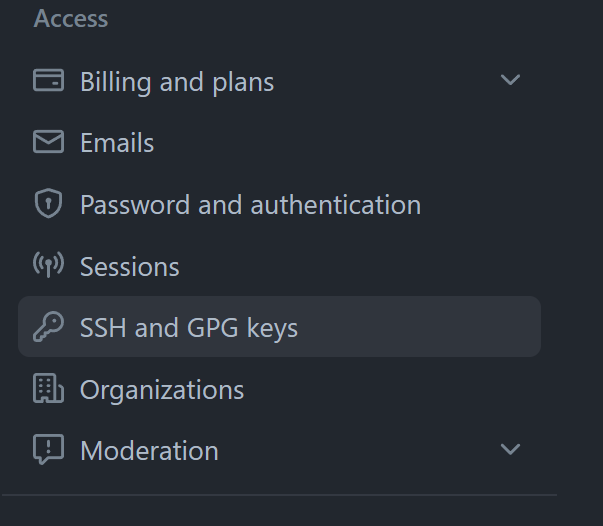 Access
Billing and plans
Emails
Password and authentication
Sessions
SSH and GPG keys
Organizations
Moderation